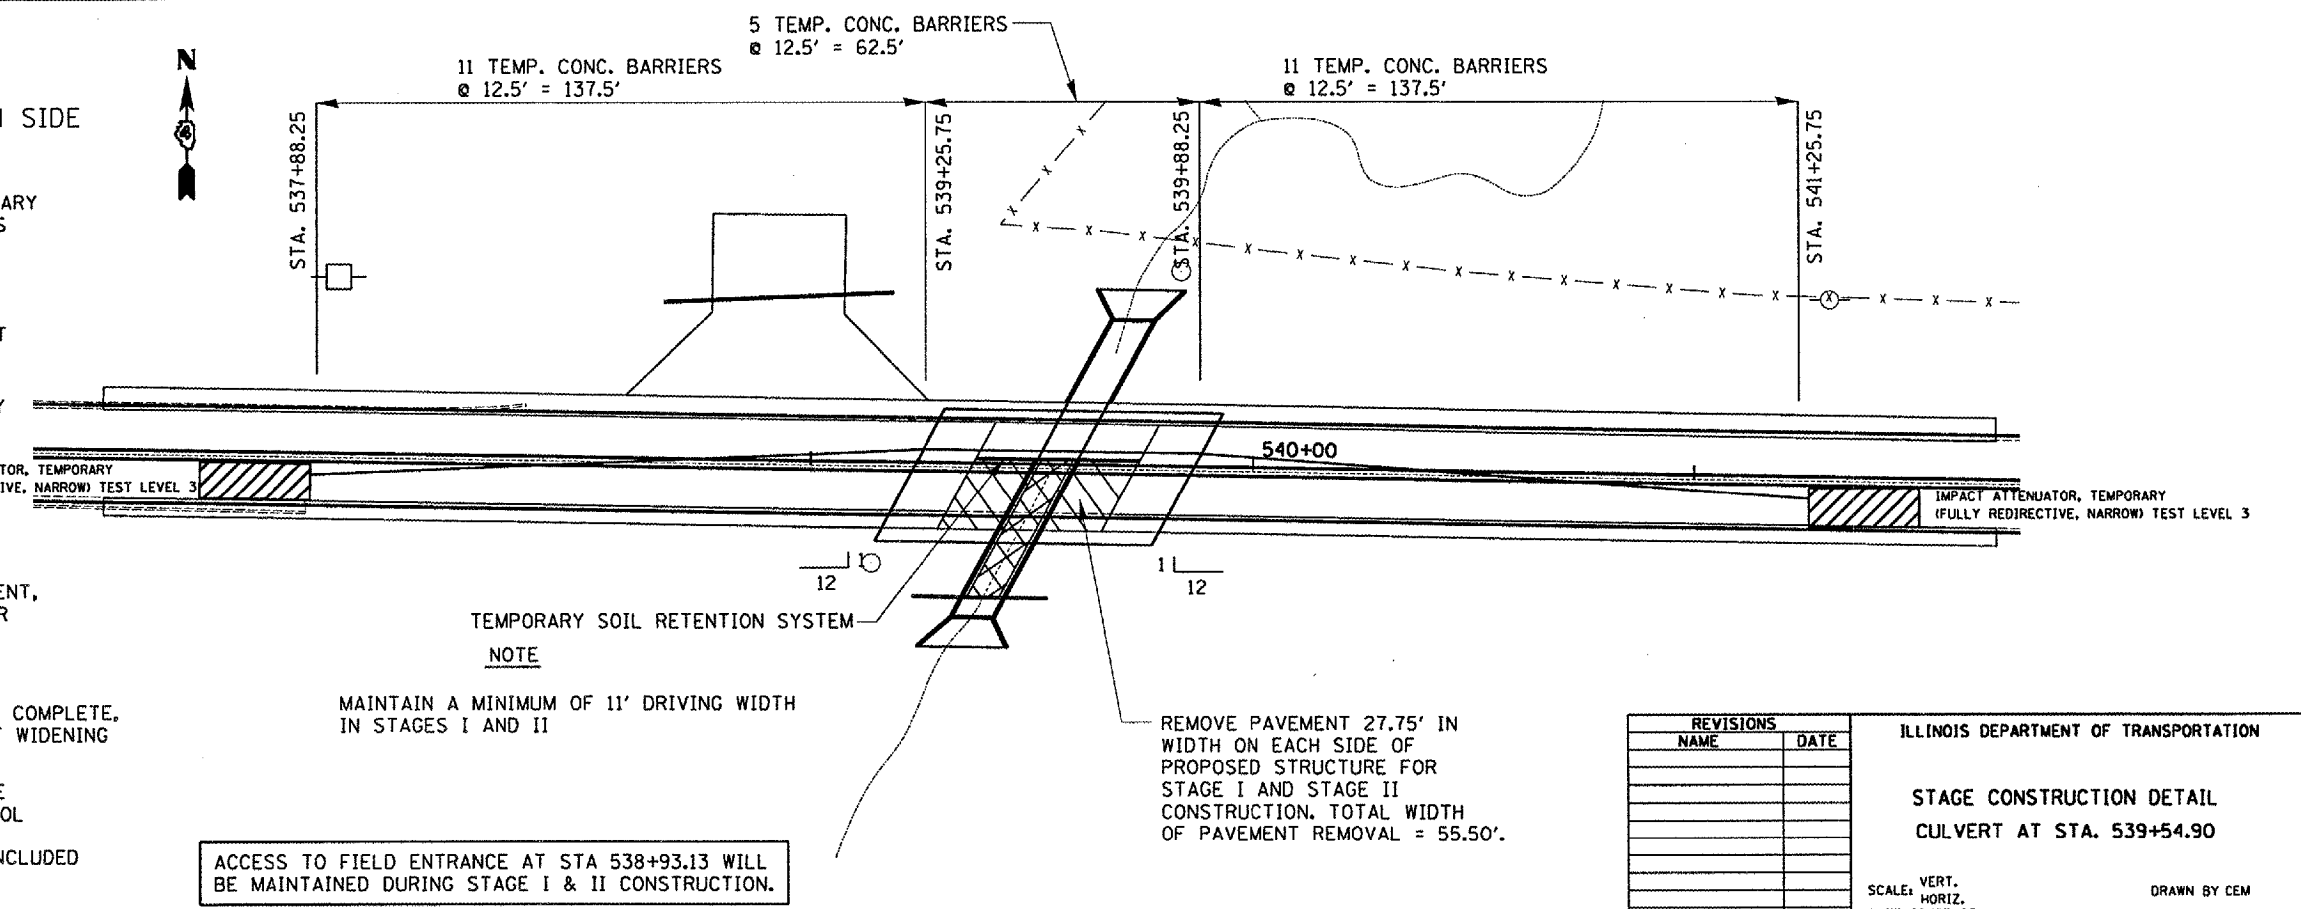 5 TEMP. CONC. BARRIERS
@ 12.5' = 62.5'
11 TEMP. CONC. BARRIERS
@ 12.5' = 137.5'
11 TEMP. CONC. BARRIERS
@ 12.5' = 137.5'
N
SIDE
ARY
S
T
Y
STA. 537+88.25
STA. 539+25.75
STA. 539+88.25
STA. 541+25.75
540+00
TOR, TEMPORARY
IVE, NARROW) TEST LEVEL 3
IMPACT ATTENUATOR, TEMPORARY
(FULLY REDIRECTIVE, NARROW) TEST LEVEL 3
1
12
1
12
ENT,
R
TEMPORARY SOIL RETENTION SYSTEM
NOTE
MAINTAIN A MINIMUM OF 11' DRIVING WIDTH
IN STAGES I AND II
COMPLETE,
WIDENING
E
OL
NCLUDED
REMOVE PAVEMENT 27.75' IN
WIDTH ON EACH SIDE OF
PROPOSED STRUCTURE FOR
STAGE I AND STAGE II
CONSTRUCTION. TOTAL WIDTH
OF PAVEMENT REMOVAL = 55.50'.
ACCESS TO FIELD ENTRANCE AT STA 538+93.13 WILL
BE MAINTAINED DURING STAGE I & II CONSTRUCTION.
REVISIONS
NAME DATE
ILLINOIS DEPARTMENT OF TRANSPORTATION
STAGE CONSTRUCTION DETAIL
CULVERT AT STA. 539+54.90
SCALE: VERT.
HORIZ.
DRAWN BY CEM